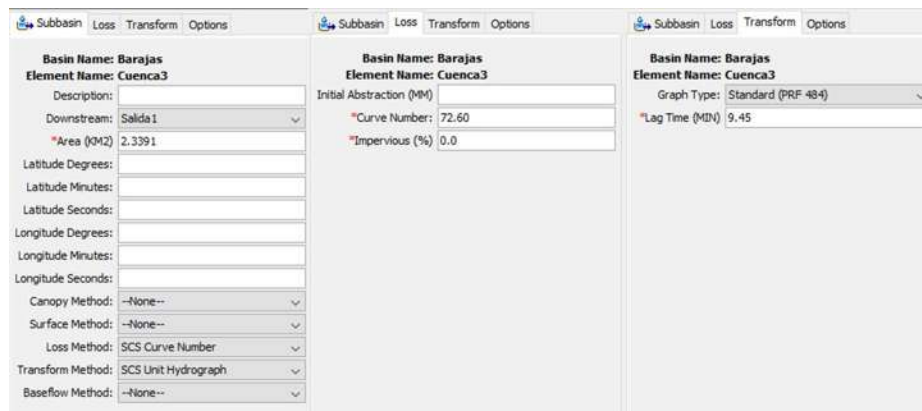 Subbasin Loss Transform Options
Basin Name: Barajas
Element Name: Cuenca3
Description:
Downstream: Salida1
*Area (KM2) 2.3391
Latitude Degrees:
Latitude Minutes:
Latitude Seconds:
Longitude Degrees:
Longitude Minutes:
Longitude Seconds:
Canopy Method: --None--
Surface Method: --None--
Loss Method: SCS Curve Number
Transform Method: SCS Unit Hydrograph
Baseflow Method: --None--
Subbasin Loss Transform Options
Basin Name: Barajas
Element Name: Cuenca3
Initial Abstraction (MM)
*Curve Number: 72.60
*Impervious (%) 0.0
Subbasin Loss Transform Options
Basin Name: Barajas
Element Name: Cuenca3
Graph Type: Standard (PRF 484)
*Lag Time (MIN) 9.45